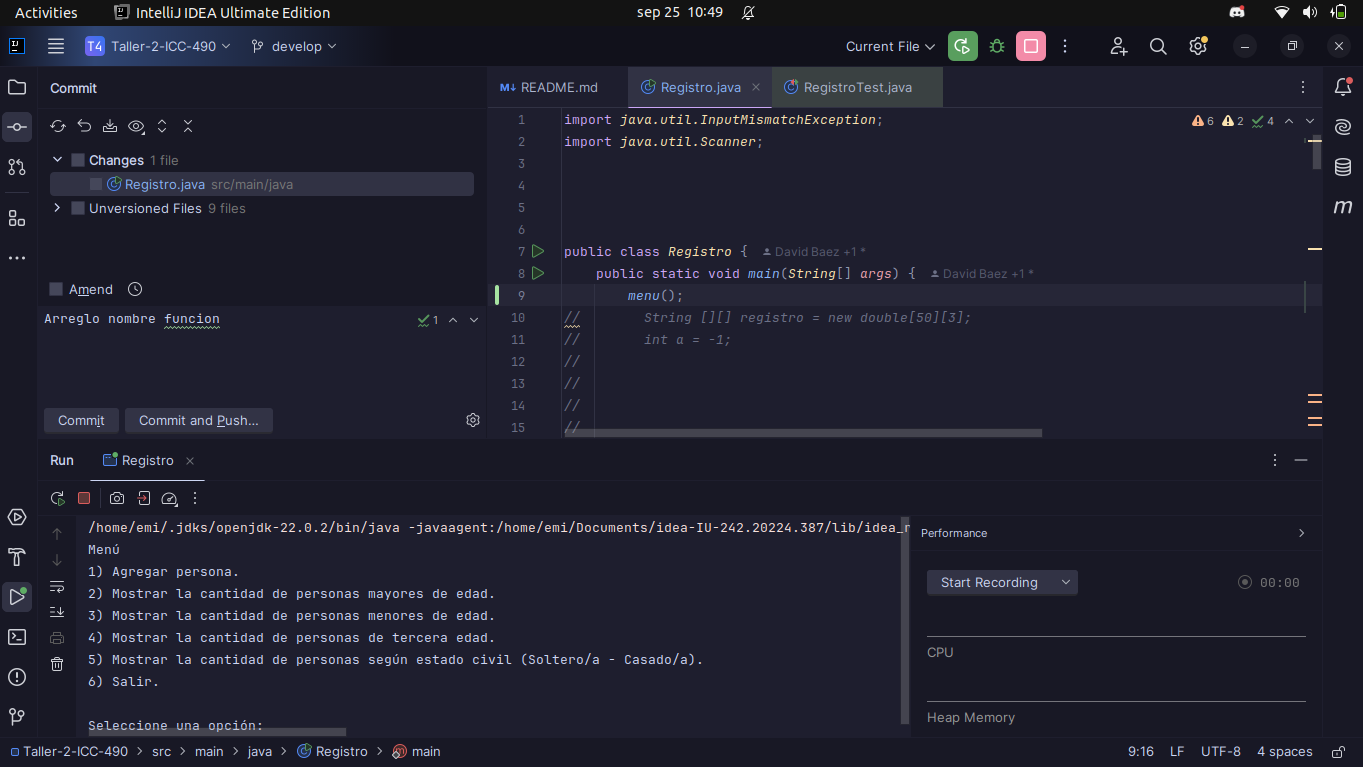 Activities IntelliJ IDEA Ultimate Edition sep 25 10:49
T4 Taller-2-ICC-490 develop Current File
Commit
Changes 1 file
Registro.java src/main/java
Unversioned Files 9 files
Amend
Arreglo nombre funcion 1
Commit Commit and Push...
README.md Registro.java RegistroTest.java
6 2 4
1 import java.util.InputMismatchException;
2 import java.util.Scanner;
3
4
5
6
7 public class Registro { David Baez +1 *
8 public static void main(String[] args) { David Baez +1 *
9 menu();
10 // String [][] registro = new double[50][3];
11 // int a = -1;
12 //
13 //
14 //
15 //
m
Run Registro
/home/emi/.jdks/openjdk-22.0.2/bin/java -javaagent:/home/emi/Documents/idea-IU-242.20224.387/lib/idea_r
Menú
1) Agregar persona.
2) Mostrar la cantidad de personas mayores de edad.
3) Mostrar la cantidad de personas menores de edad.
4) Mostrar la cantidad de personas de tercera edad.
5) Mostrar la cantidad de personas según estado civil (Soltero/a - Casado/a).
6) Salir.
Seleccione una opción:
Performance
Start Recording 00:00
CPU
Heap Memory
Taller-2-ICC-490 > src > main > java > Registro > main 9:16 LF UTF-8 4 spaces